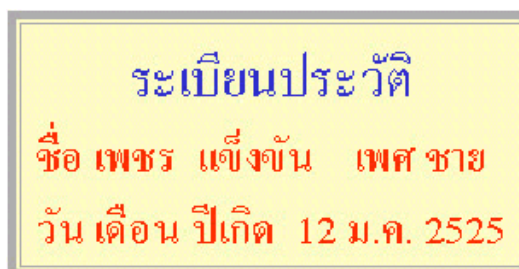 ระเบียนประวัติ
ชื่อ เพชร แข็งขัน เพศ ชาย
วัน เดือน ปีเกิด 12 ม.ค. 2525